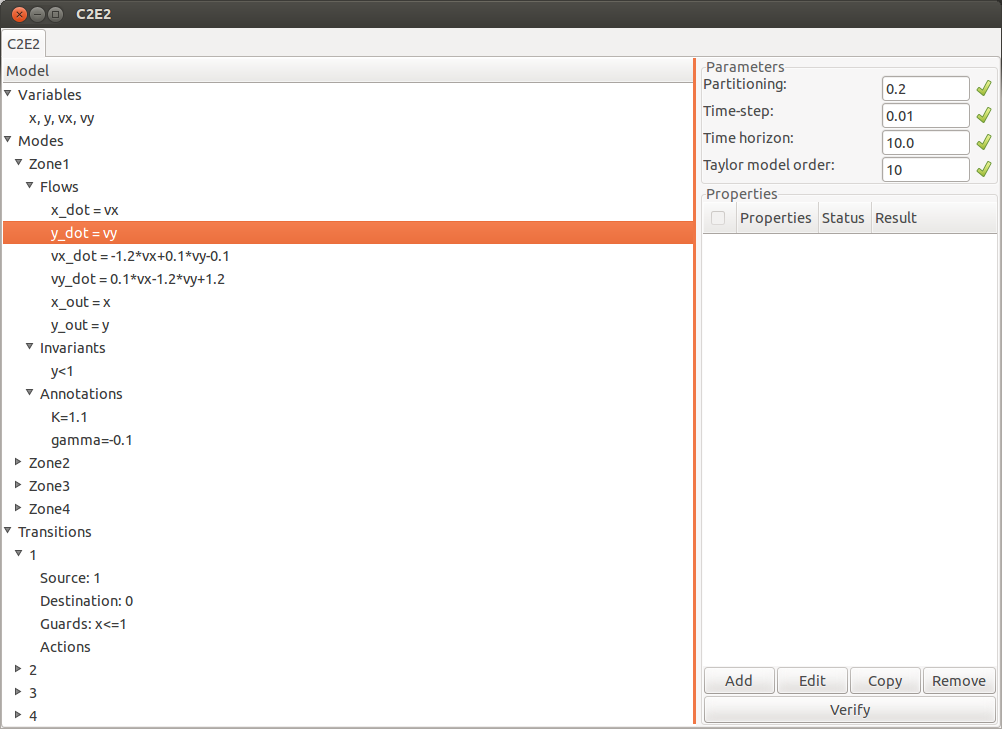 C2E2
C2E2
Model
Variables
x, y, vx, vy
Modes
Zone1
Flows
x_dot = vx
y_dot = vy
vx_dot = -1.2*vx+0.1*vy-0.1
vy_dot = 0.1*vx-1.2*vy+1.2
x_out = x
y_out = y
Invariants
y<1
Annotations
K=1.1
gamma=-0.1
Zone2
Zone3
Zone4
Transitions
1
Source: 1
Destination: 0
Guards: x<=1
Actions
2
3
4
Parameters
Partitioning: 0.2
Time-step: 0.01
Time horizon: 10.0
Taylor model order: 10
Properties
Properties Status Result
Add Edit Copy Remove
Verify